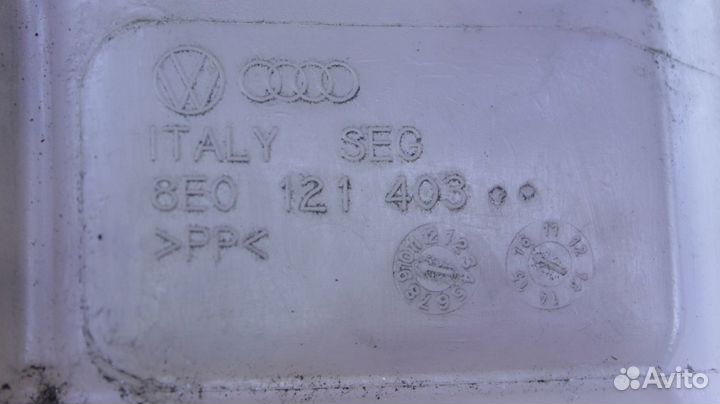 ITALY SEG
8E0 121 403
>PP<
Avito